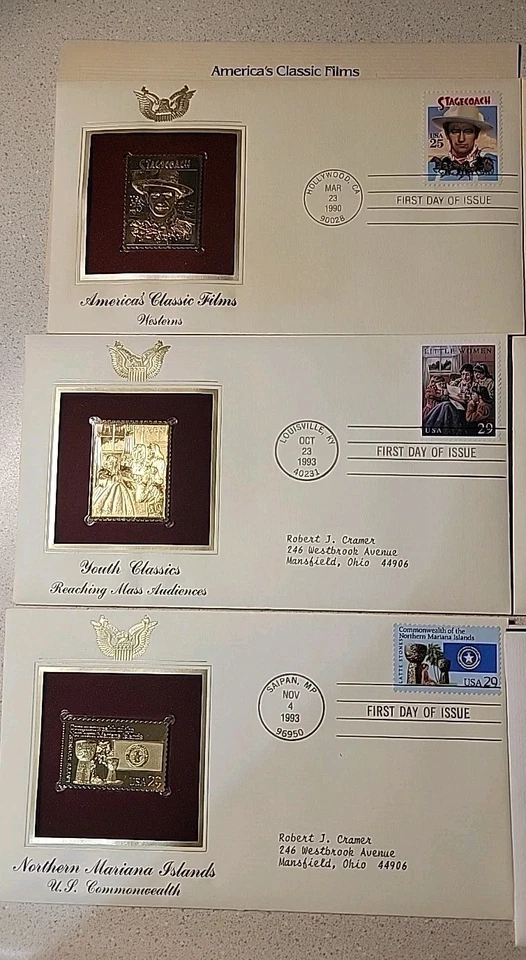 America's Classic Films
STAGECOACH
USA
25
HOLLYWOOD, CA
MAR
23
1990
90028
FIRST DAY OF ISSUE
STAGECOACH
America's Classic Films
Westerns
LITTLE WOMEN
USA 29
LOUISVILLE, KY
OCT
23
1993
40231
FIRST DAY OF ISSUE
Robert J. Cramer
246 Westbrook Avenue
Mansfield, Ohio 44906
Youth Classics
Reaching Mass Audiences
Commonwealth of the
Northern Mariana Islands
LATTE STONES
USA 29
SAIPAN, MP
NOV
4
1993
96950
FIRST DAY OF ISSUE
LATTE STONES
USA 29
Robert J. Cramer
246 Westbrook Avenue
Mansfield, Ohio 44906
Northern Mariana Islands
U.S. Commonwealth